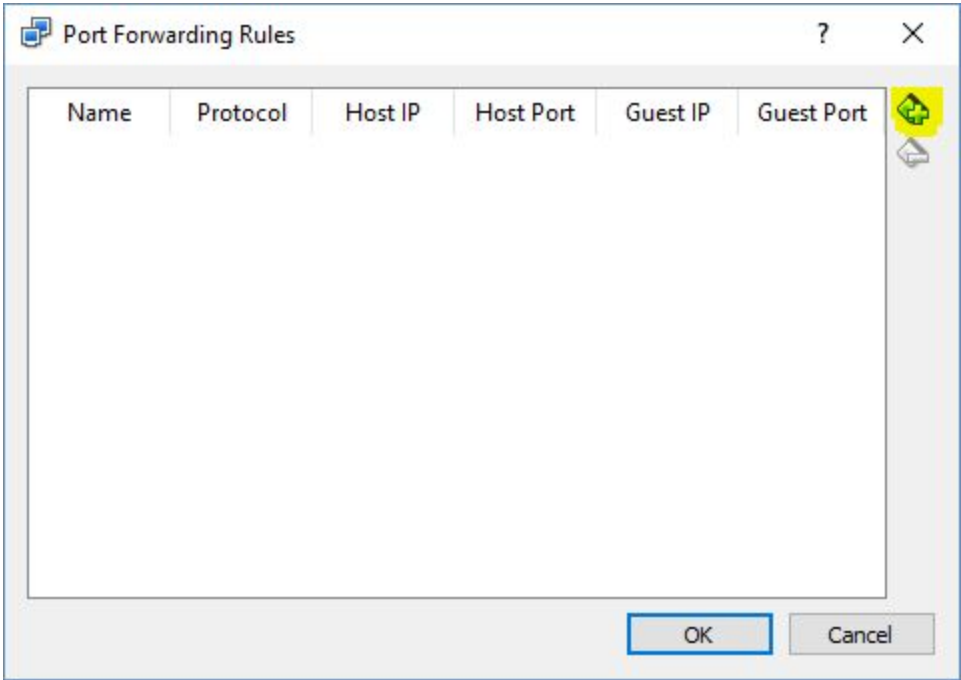 Port Forwarding Rules ?
Name Protocol Host IP Host Port Guest IP Guest Port
OK Cancel